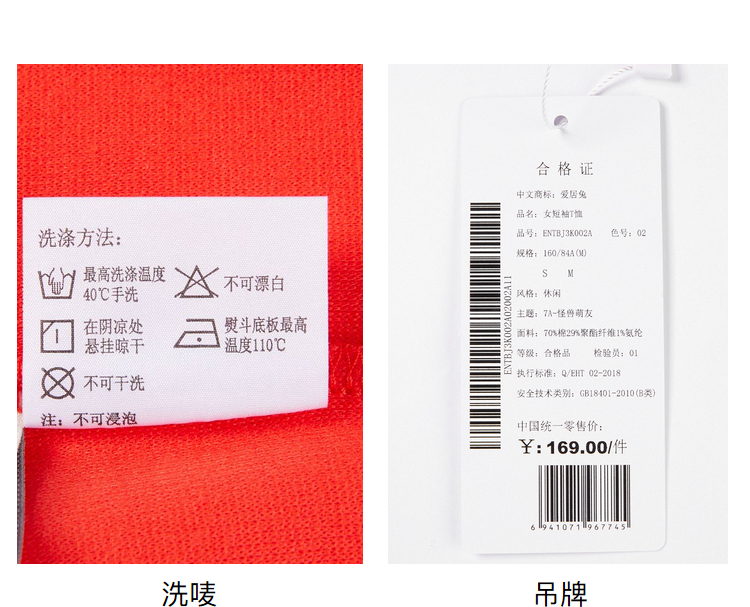 洗涤方法:
最高洗涤温度
40℃手洗
不可漂白
在阴凉处
悬挂晾干
熨斗底板最高
温度110℃
不可干洗
注: 不可浸泡
洗唛
合格证
中文商标: 爱居兔
品名: 女短袖T恤
品号: ENTBJ3K002A 色号: 02
规格: 160/84A(M)
S M
风格: 休闲
主题: 7A-怪兽萌友
面料: 70%棉29%聚酯纤维1%氨纶
等级: 合格品 检验员: 01
执行标准: Q/EHT 02-2018
安全技术类别: GB18401-2010(B类)
中国统一零售价:
¥: 169.00/件
ENTBJ3K002A02002A11
6 941071 967745
吊牌